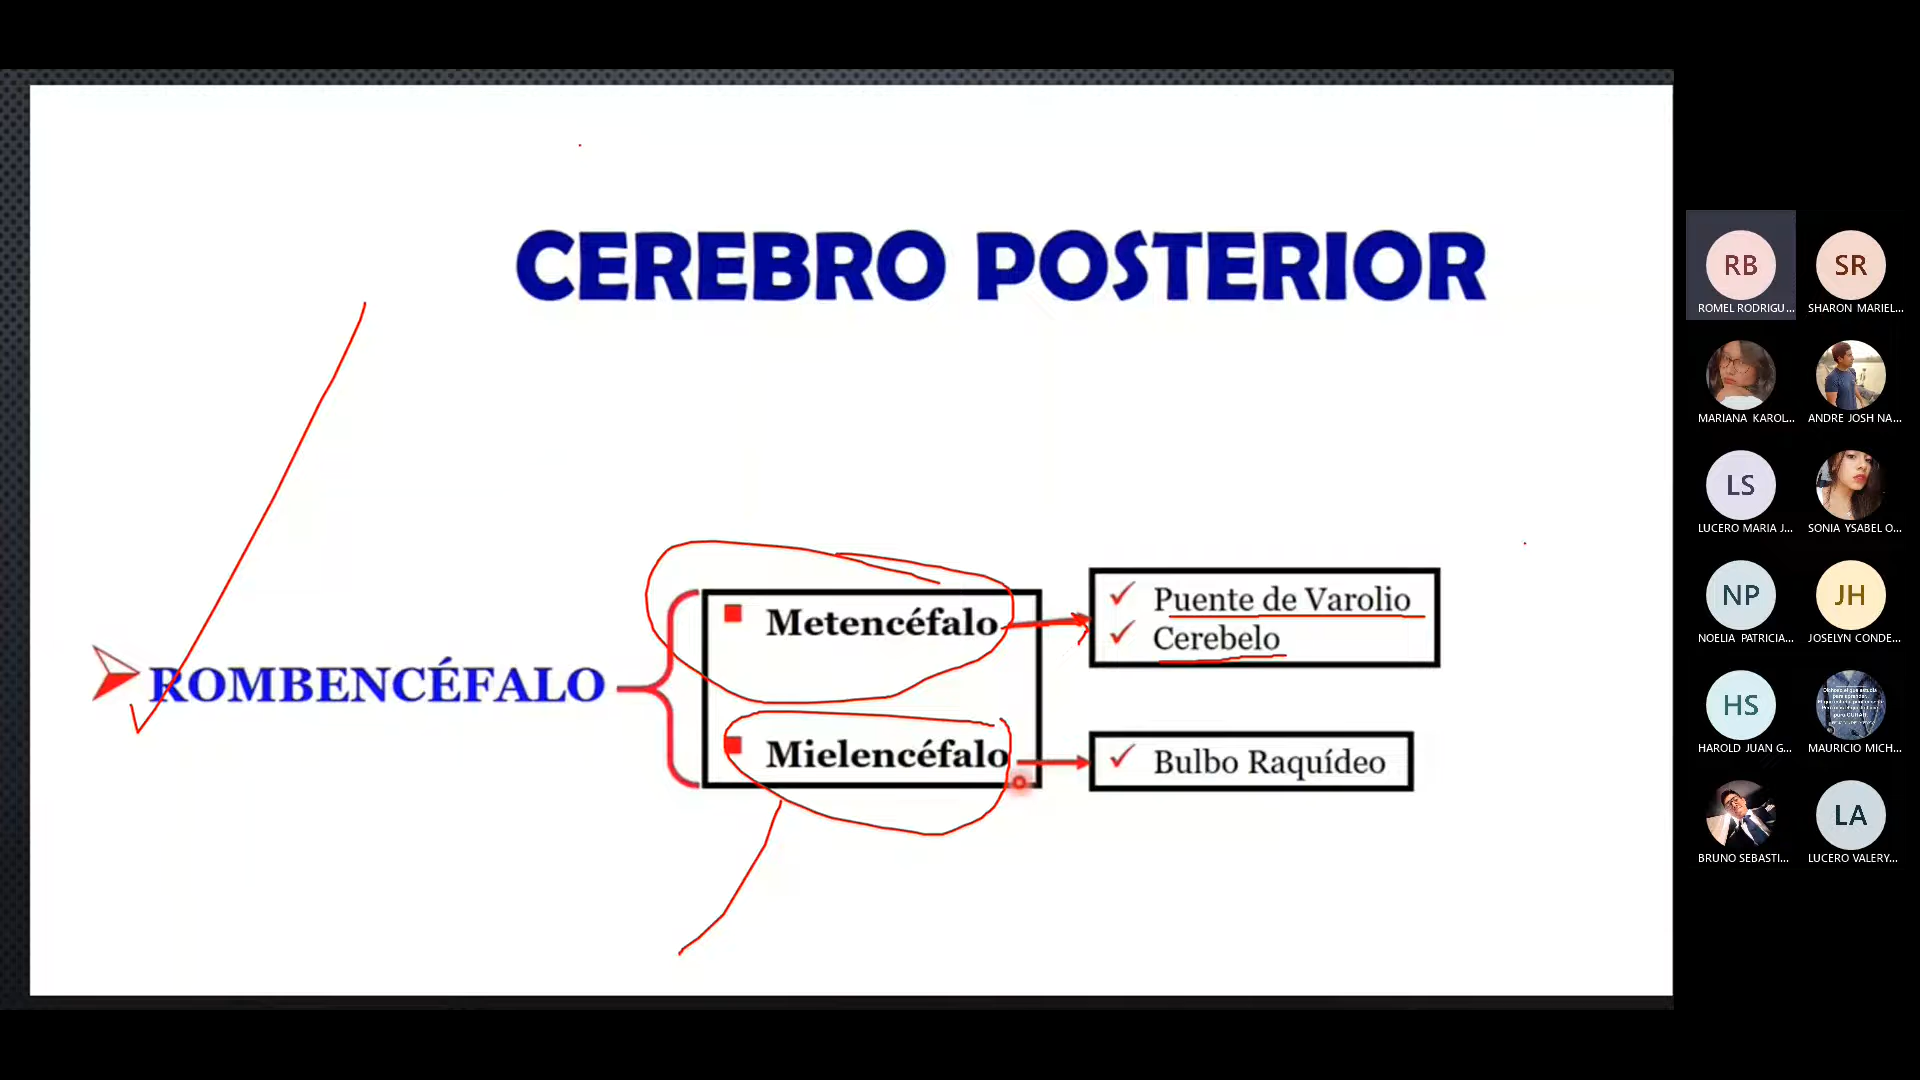 CEREBRO POSTERIOR
ROMBENCÉFALO
Metencéfalo
Mielencéfalo
Puente de Varolio
Cerebelo
Bulbo Raquídeo
RB
ROMEL RODRIGU...
SR
SHARON MARIEL...
MARIANA KAROL...
ANDRE JOSH NA...
LS
LUCERO MARIA J...
SONIA YSABEL O...
NP
NOELIA PATRICIA...
JH
JOSELYN CONDE...
HS
HAROLD JUAN G...
MAURICIO MICH...
BRUNO SEBASTI...
LA
LUCERO VALERY...